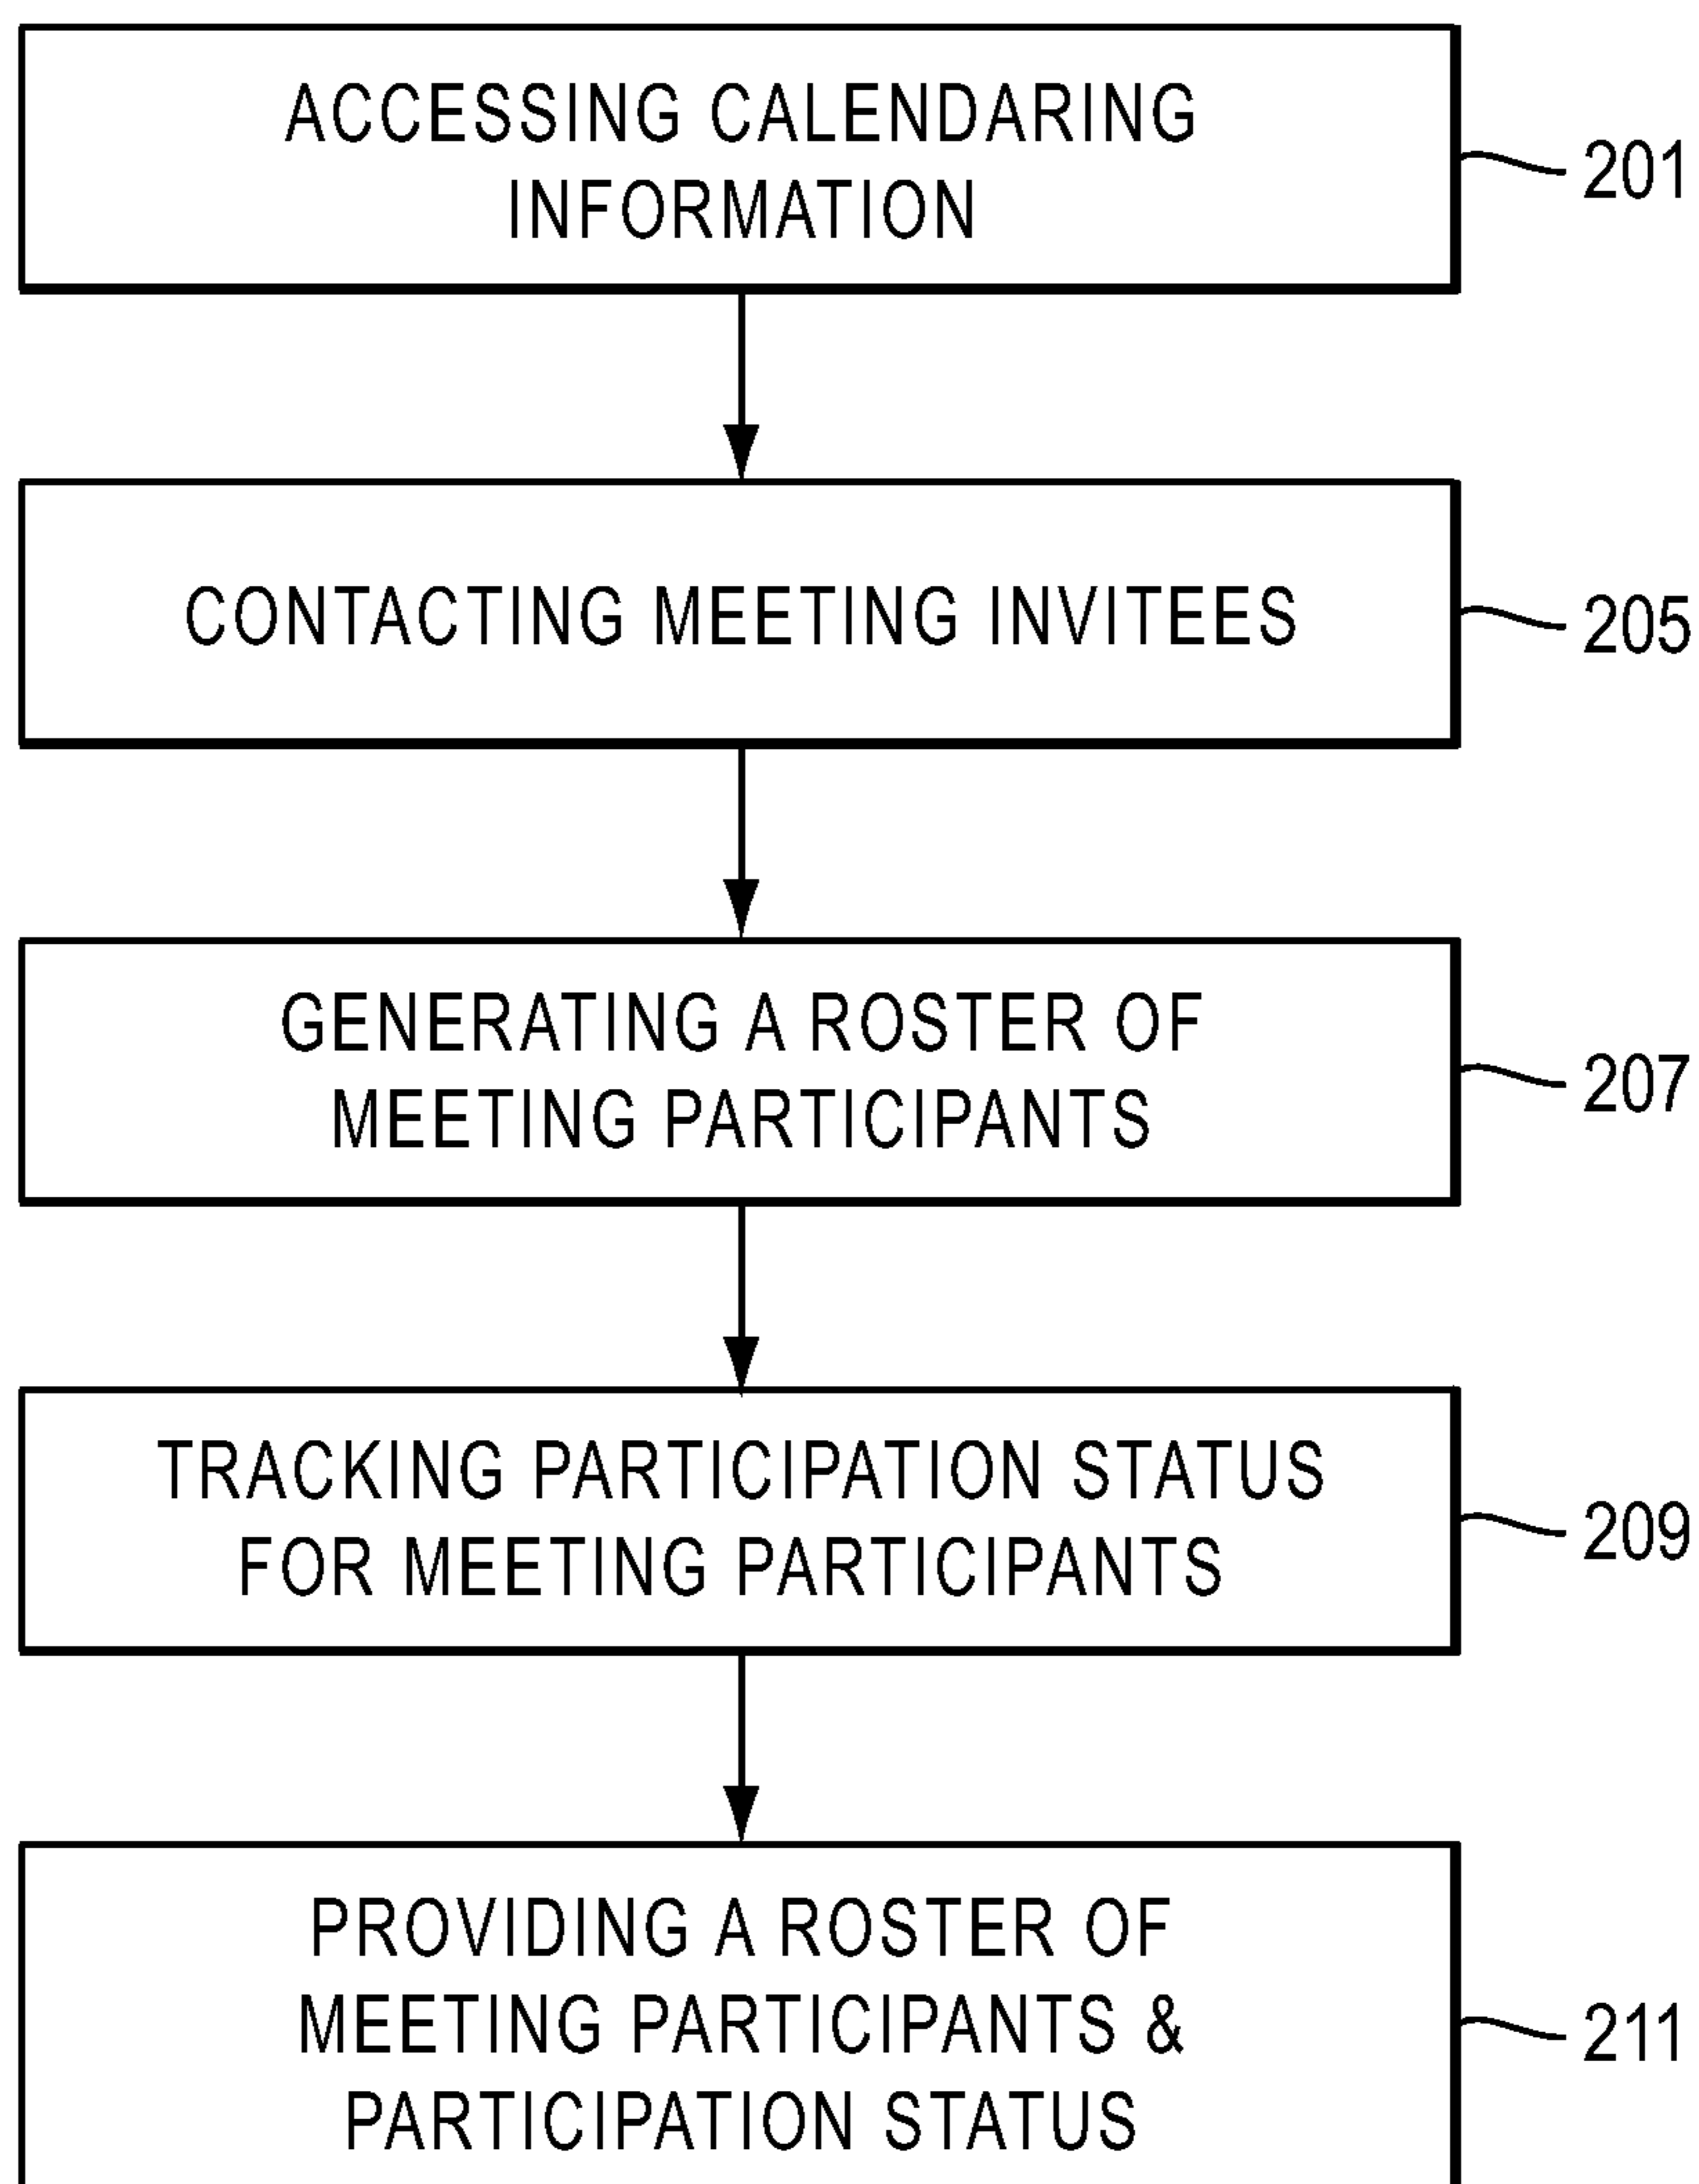 ACCESSING CALENDARING
INFORMATION
201
CONTACTING MEETING INVITEES
205
GENERATING A ROSTER OF
MEETING PARTICIPANTS
207
TRACKING PARTICIPATION STATUS
FOR MEETING PARTICIPANTS
209
PROVIDING A ROSTER OF
MEETING PARTICIPANTS &
PARTICIPATION STATUS
211